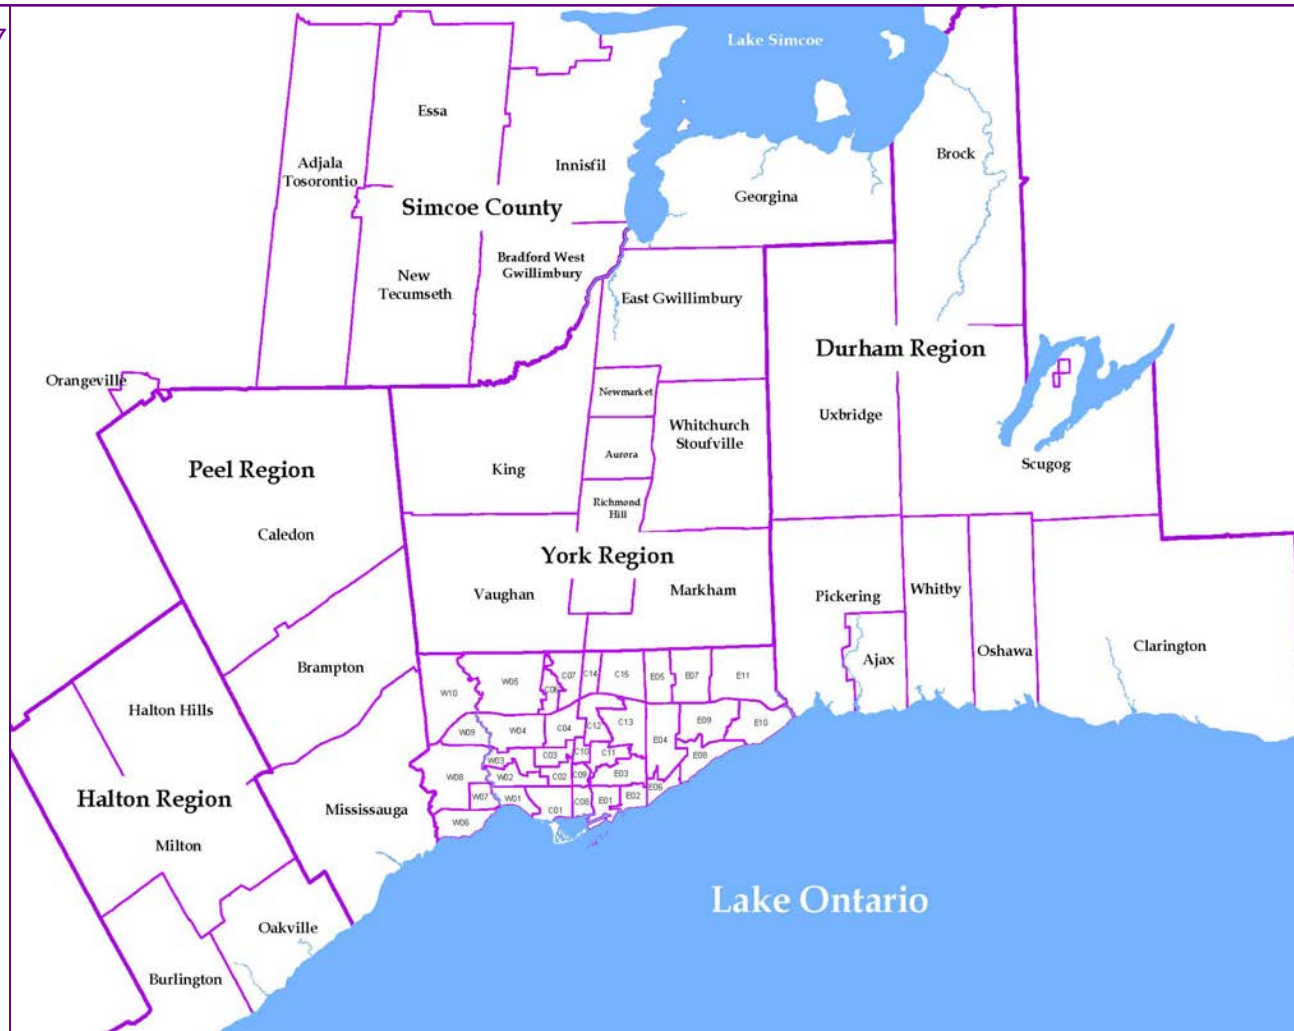 7
Lake Simcoe
Essa
Adjala
Tosorontio
Innisfil
Brock
Georgina
Simcoe County
New
Tecumseth
Bradford West
Gwillimbury
East Gwillimbury
Durham Region
Orangeville
Newmarket
Whitchurch
Stoufville
Uxbridge
Scugog
Peel Region
King
Aurora
Richmond
Hill
Caledon
York Region
Vaughan
Markham
Pickering
Whitby
Ajax
Oshawa
Clarington
Brampton
Halton Hills
W10
W05
C06
C07
C14
C15
E05
E07
E11
W09
W04
C04
C12
C13
E04
E09
E10
W08
W03
W02
C03
C10
C11
E08
C02
C09
E03
W07
W01
C01
C08
E01
E02
E06
W06
Halton Region
Mississauga
Milton
Oakville
Burlington
Lake Ontario